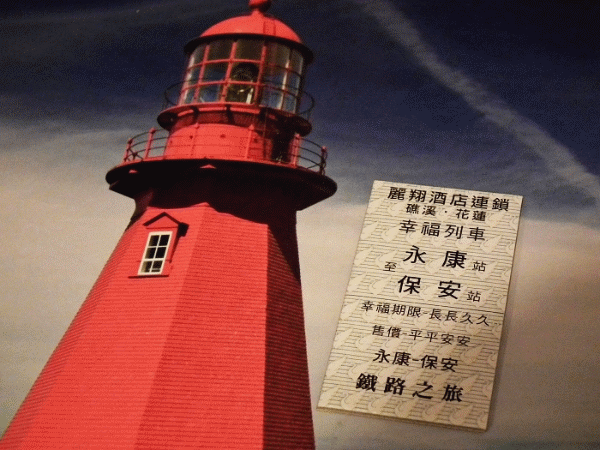 麗翔酒店連鎖
礁溪．花蓮
幸福列車
永康站
至
保安站
幸福期限-長長久久
售價-平平安安
永康-保安
鐵路之旅